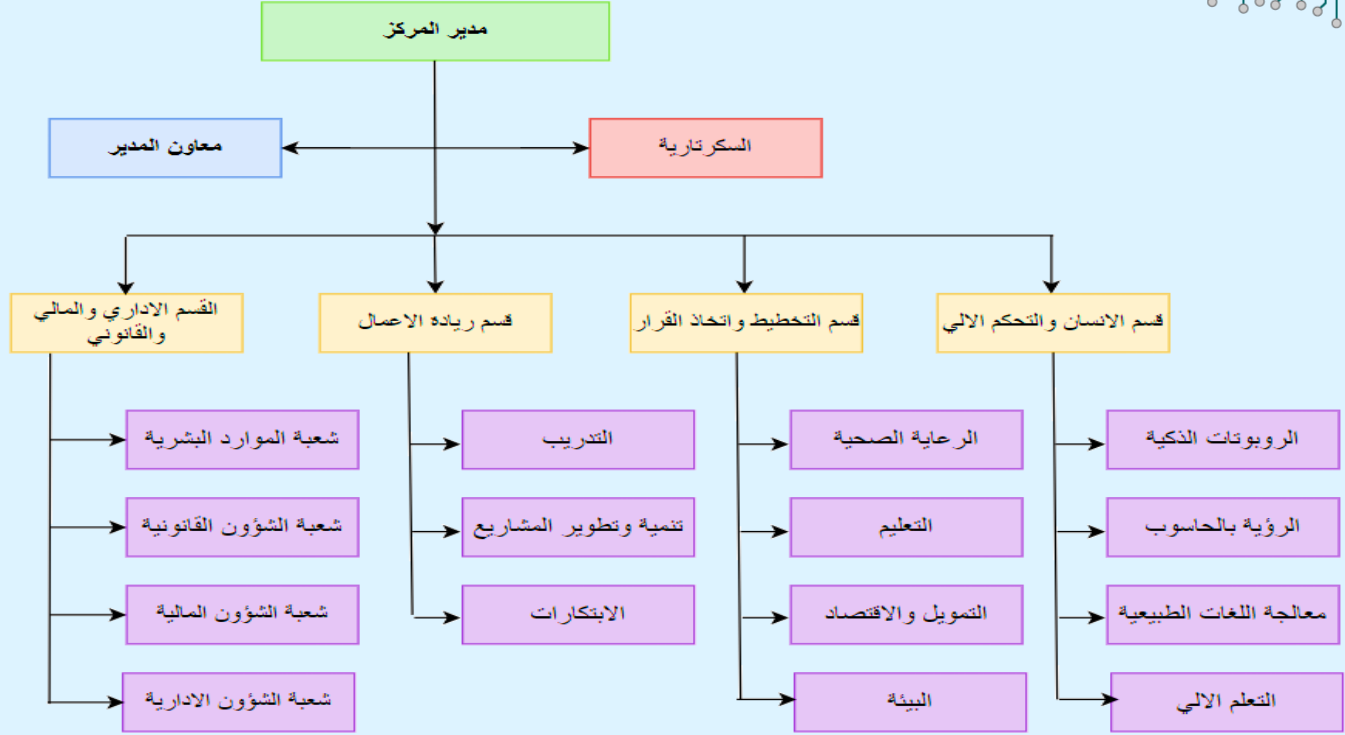 مدير المركز
السكرتارية
معاون المدير
قسم الانسان والتحكم الالي
قسم التخطيط واتخاذ القرار
قسم ريادة الاعمال
القسم الاداري والمالي
والقانوني
الروبوتات الذكية
الرعاية الصحية
التدريب
شعبة الموارد البشرية
الرؤية بالحاسوب
التعليم
تنمية وتطوير المشاريع
شعبة الشؤون القانونية
معالجة اللغات الطبيعية
التمويل والاقتصاد
الابتكارات
شعبة الشؤون المالية
التعلم الالي
البيئة
شعبة الشؤون الادارية